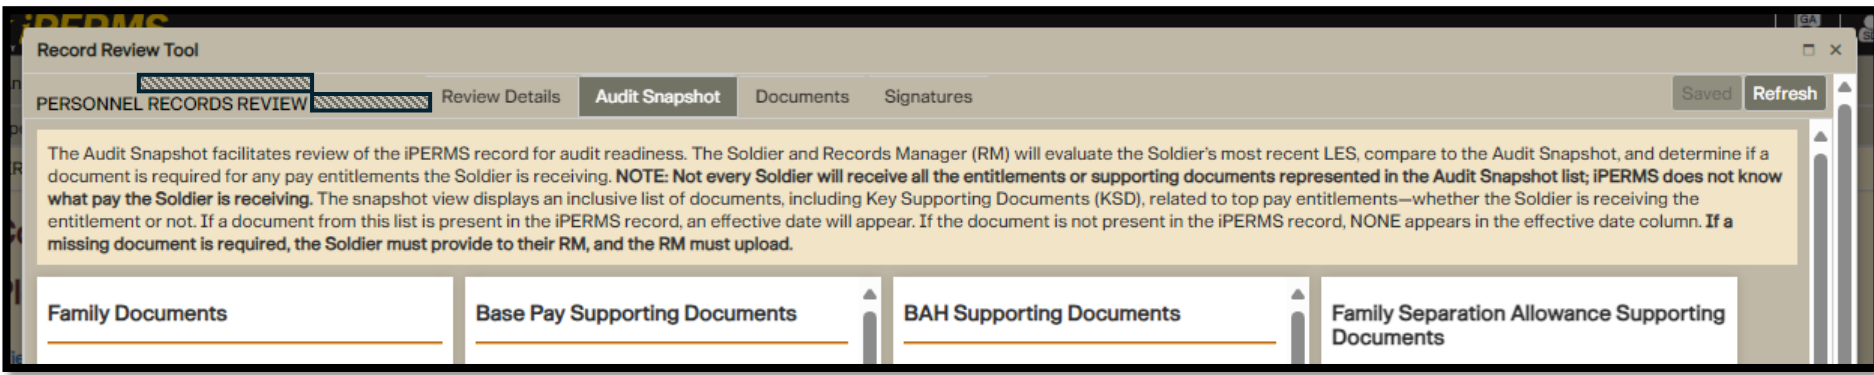 iPERMS
GA
Record Review Tool
PERSONNEL RECORDS REVIEW
Review Details
Audit Snapshot
Documents
Signatures
Saved
Refresh
The Audit Snapshot facilitates review of the iPERMS record for audit readiness. The Soldier and Records Manager (RM) will evaluate the Soldier's most recent LES, compare to the Audit Snapshot, and determine if a
document is required for any pay entitlements the Soldier is receiving. NOTE: Not every Soldier will receive all the entitlements or supporting documents represented in the Audit Snapshot list; iPERMS does not know
what pay the Soldier is receiving. The snapshot view displays an inclusive list of documents, including Key Supporting Documents (KSD), related to top pay entitlements—whether the Soldier is receiving the
entitlement or not. If a document from this list is present in the iPERMS record, an effective date will appear. If the document is not present in the iPERMS record, NONE appears in the effective date column. If a
missing document is required, the Soldier must provide to their RM, and the RM must upload.
Family Documents
Base Pay Supporting Documents
BAH Supporting Documents
Family Separation Allowance Supporting
Documents